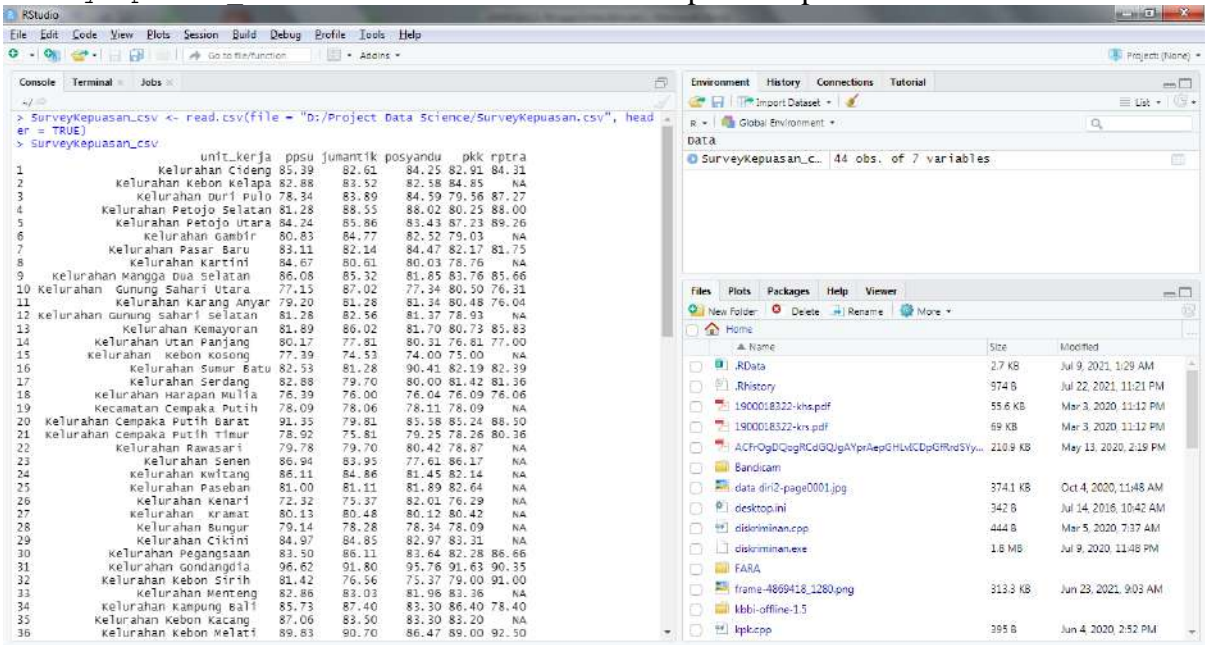 RStudio
File Edit Code View Plots Session Build Debug Profile Tools Help
Go to file/function Addins Project: (None)
Console Terminal Jobs
~/
> SurveyKepuasan_csv <- read.csv(file = "D:/Project Data Science/SurveyKepuasan.csv", head
er = TRUE)
> SurveyKepuasan_csv
unit_kerja ppsu jumantik posyandu pkk rptra
1 Kelurahan Cideng 85.39 82.61 84.25 82.91 84.31
2 Kelurahan Kebon Kelapa 82.88 83.52 82.58 84.85 NA
3 Kelurahan Duri Pulo 78.34 83.89 84.59 79.56 87.27
4 Kelurahan Petojo Selatan 81.28 88.55 88.02 80.25 88.00
5 Kelurahan Petojo Utara 84.24 85.86 83.43 87.23 89.26
6 Kelurahan Gambir 80.83 84.77 82.52 79.03 NA
7 Kelurahan Pasar Baru 83.11 82.14 84.47 82.17 81.75
8 Kelurahan Kartini 84.67 80.61 80.03 78.76 NA
9 Kelurahan Mangga Dua Selatan 86.08 85.32 81.85 83.76 85.66
10 Kelurahan Gunung Sahari Utara 77.15 87.02 77.34 80.50 76.31
11 Kelurahan Karang Anyar 79.20 81.28 81.34 80.48 76.04
12 Kelurahan Gunung Sahari Selatan 81.28 82.56 81.37 78.93 NA
13 Kelurahan Kemayoran 81.89 86.02 81.70 80.73 85.83
14 Kelurahan Utan Panjang 80.17 77.81 80.31 76.81 77.00
15 Kelurahan Kebon Kosong 77.39 74.53 74.00 75.00 NA
16 Kelurahan Sumur Batu 82.53 81.28 90.41 82.19 82.39
17 Kelurahan Serdang 82.88 79.70 80.00 81.42 81.36
18 Kelurahan Harapan Mulia 76.39 76.00 76.04 76.09 76.06
19 Kecamatan Cempaka Putih 78.09 78.06 78.11 78.09 NA
20 Kelurahan Cempaka Putih Barat 91.35 79.81 85.58 85.24 88.50
21 Kelurahan Cempaka Putih Timur 78.92 75.81 79.25 78.26 80.36
22 Kelurahan Rawasari 79.78 79.70 80.42 78.87 NA
23 Kelurahan Senen 86.94 83.95 77.61 86.17 NA
24 Kelurahan Kwitang 86.11 84.86 81.45 82.14 NA
25 Kelurahan Paseban 81.00 81.11 81.89 82.64 NA
26 Kelurahan Kenari 72.32 75.37 82.01 76.29 NA
27 Kelurahan Kramat 80.13 80.48 80.12 80.42 NA
28 Kelurahan Bungur 79.14 78.28 78.34 78.09 NA
29 Kelurahan Cikini 84.97 84.85 82.97 83.31 NA
30 Kelurahan Pegangsaan 83.50 86.11 83.64 82.28 86.66
31 Kelurahan Gondangdia 96.62 91.80 95.76 91.63 90.35
32 Kelurahan Kebon Sirih 81.42 76.56 75.37 79.00 91.00
33 Kelurahan Menteng 82.86 83.03 81.96 83.36 NA
34 Kelurahan Kampung Bali 85.73 87.40 83.30 86.40 78.40
35 Kelurahan Kebon Kacang 87.06 83.50 83.30 83.20 NA
36 Kelurahan Kebon Melati 89.83 90.70 86.47 89.00 92.50
Environment History Connections Tutorial
Import Dataset List
R Global Environment
Data
SurveyKepuasan_c… 44 obs. of 7 variables
Files Plots Packages Help Viewer
New Folder Delete Rename More
Home
Name Size Modified
.RData 2.7 KB Jul 9, 2021, 1:29 AM
.Rhistory 974 B Jul 22, 2021, 11:21 PM
1900018322-khs.pdf 55.6 KB Mar 3, 2020, 11:12 PM
1900018322-krs.pdf 69 KB Mar 3, 2020, 11:12 PM
210.9 KB May 13, 2020, 2:19 PM
Bandicam
data diri2-page0001.jpg 374.1 KB Oct 4, 2020, 11:48 AM
desktop.ini 342 B Jul 14, 2016, 10:42 AM
diskriminan.cpp 444 B Mar 5, 2020, 7:37 AM
diskriminan.exe 1.8 MB Jul 9, 2020, 11:48 PM
FARA
frame-4869418_1280.png 313.3 KB Jun 23, 2021, 9:03 AM
kbbi-offline-1.5
kpk.cpp 395 B Jun 4, 2020, 2:52 PM